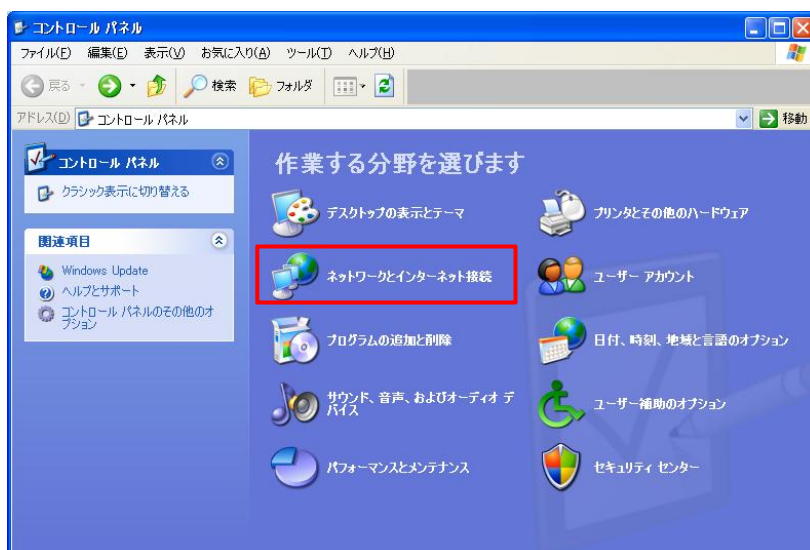 コントロール パネル
ファイル(F) 編集(E) 表示(V) お気に入り(A) ツール(T) ヘルプ(H)
戻る 検索 フォルダ
アドレス(D) コントロール パネル 移動
コントロール パネル
クラシック表示に切り替える
関連項目
Windows Update
ヘルプとサポート
コントロール パネルのその他のオ
プション
作業する分野を選びます
デスクトップの表示とテーマ
プリンタとその他のハードウェア
ネットワークとインターネット接続
ユーザー アカウント
プログラムの追加と削除
日付、時刻、地域と言語のオプション
サウンド、音声、およびオーディオ デ
バイス
ユーザー補助のオプション
パフォーマンスとメンテナンス
セキュリティ センター